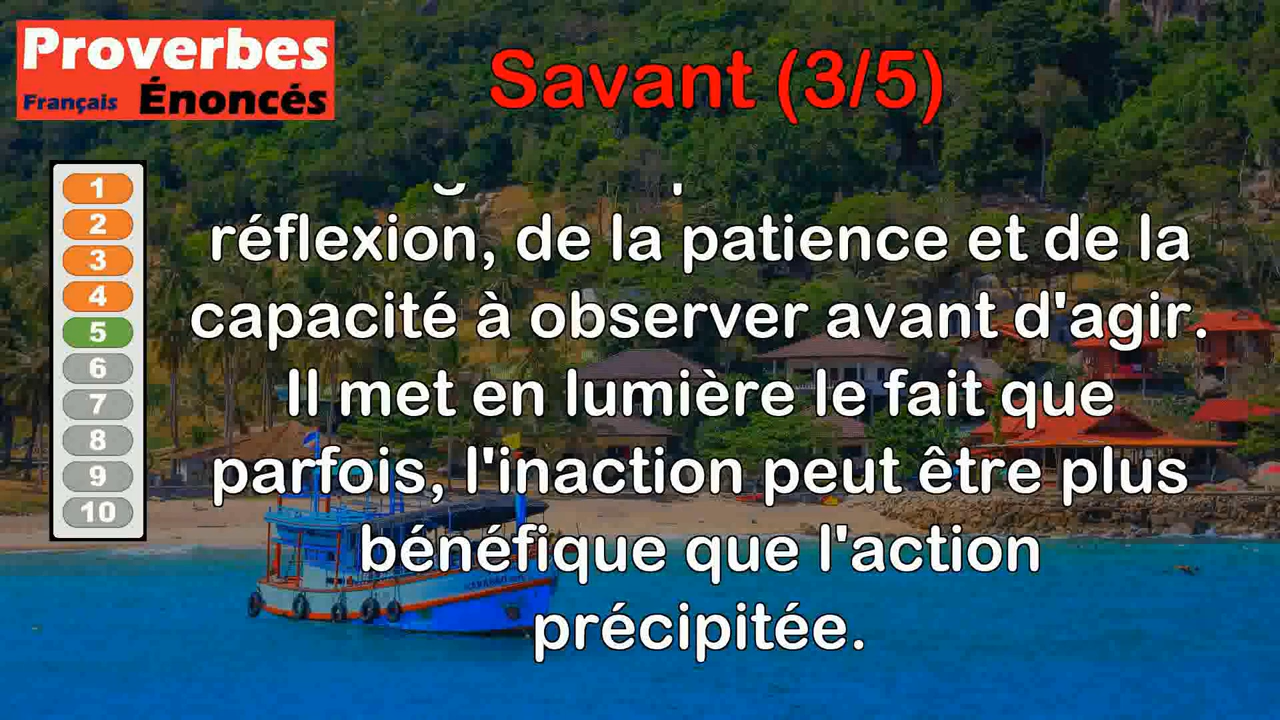 Proverbes
Français Énoncés
Savant (3/5)
1
2
3
4
5
6
7
8
9
10
réflexion, de la patience et de la
capacité à observer avant d'agir.
Il met en lumière le fait que
parfois, l'inaction peut être plus
bénéfique que l'action
précipitée.